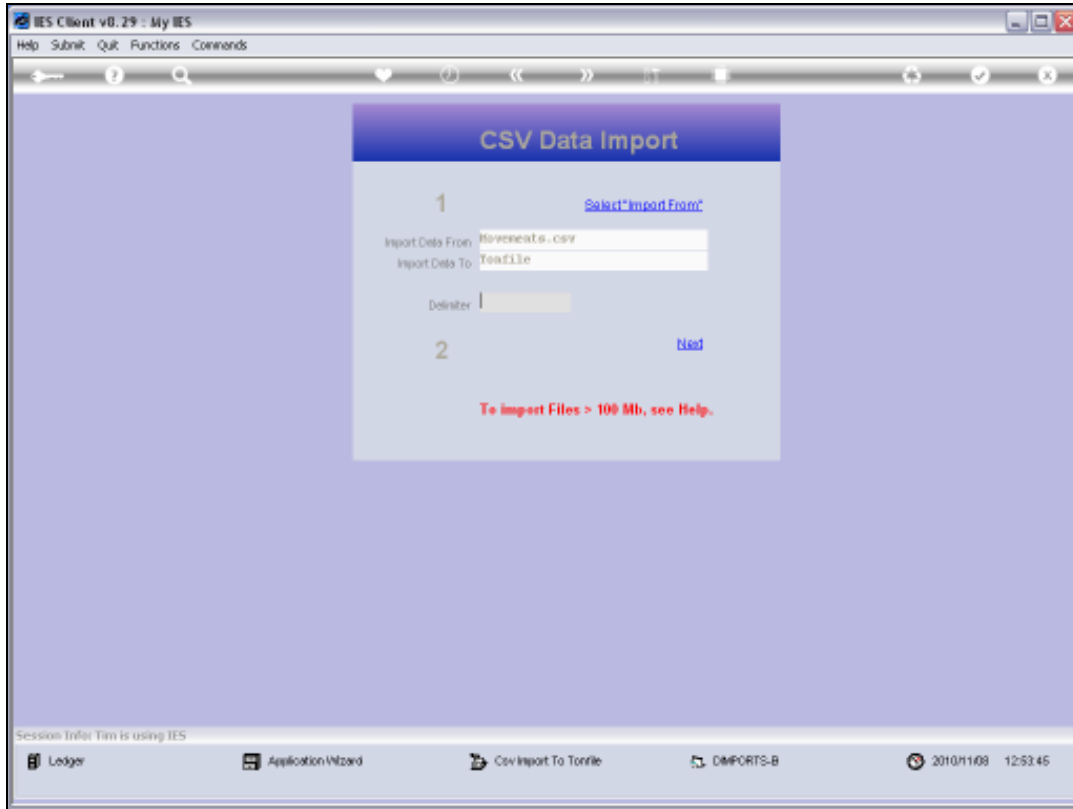 IES Client v8.29 : My IES
Help Submit Quit Functions Commands
CSV Data Import
1
Select "Import From"
Import Data From Movements.csv
Import Data To Tonfile
Delimiter
2
Next
To import Files > 100 Mb, see Help.
Session Info: Tim is using IES
Ledger Application Wizard Csv Import To Tonfile DIMPORTS-B 2010/11/08 12:53:45